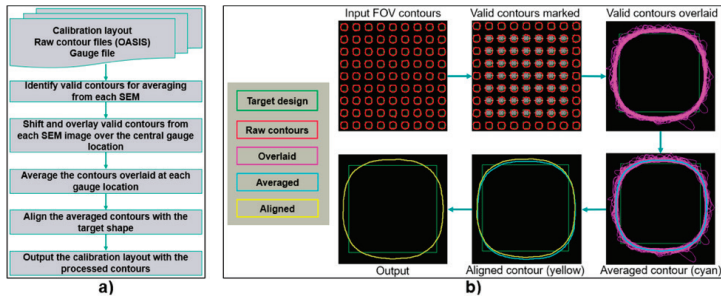 Calibration layout
Raw contour files (OASIS)
Gauge file
Identify valid contours for averaging
from each SEM
Shift and overlay valid contours from
each SEM image over the central gauge
location
Average the contours overlaid at each
gauge location
Align the averaged contours with the
target shape
Output the calibration layout with the
processed contours
a)
Input FOV contours
Valid contours marked
Valid contours overlaid
Target design
Raw contours
Overlaid
Averaged
Aligned
Output
Aligned contour (yellow)
Averaged contour (cyan)
b)